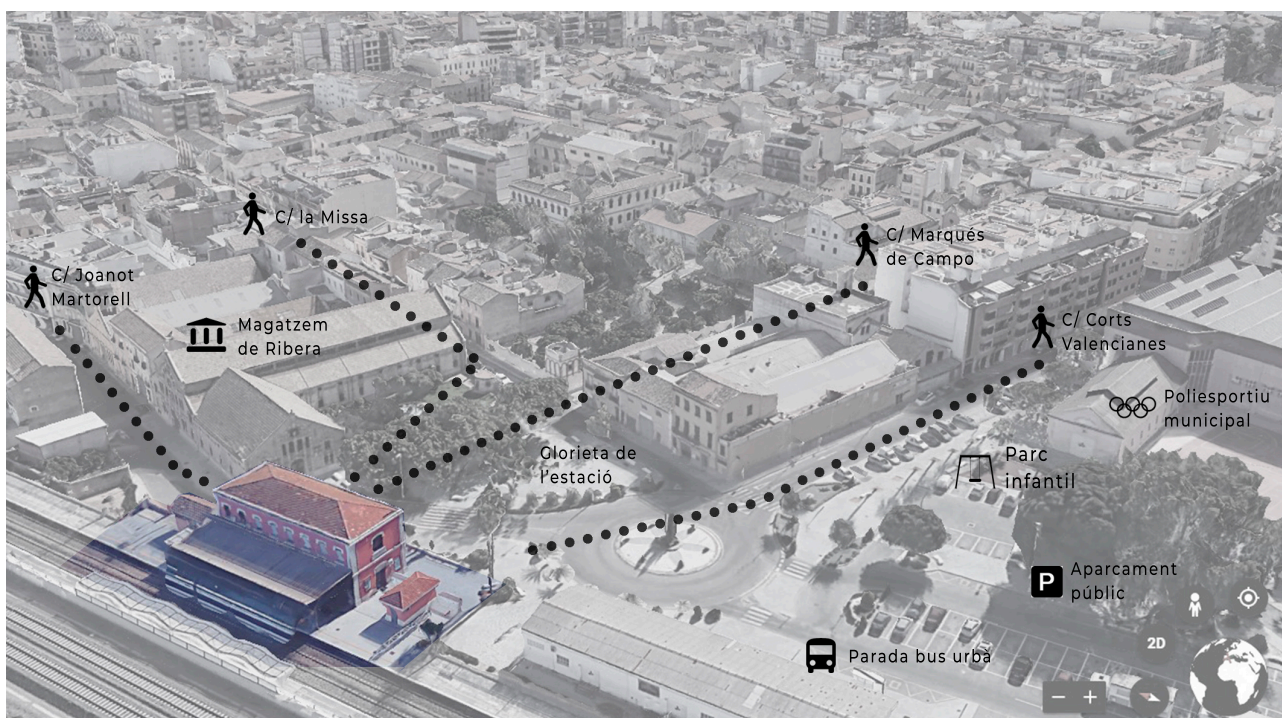 C/ la Missa
C/ Joanot
Martorell
Magatzem
de Ribera
C/ Marqués
de Campo
C/ Corts
Valencianes
Poliesportiu
municipal
Glorieta de
l'estació
Parc
infantil
P
Aparcament
públic
Parada bus urbà
2D